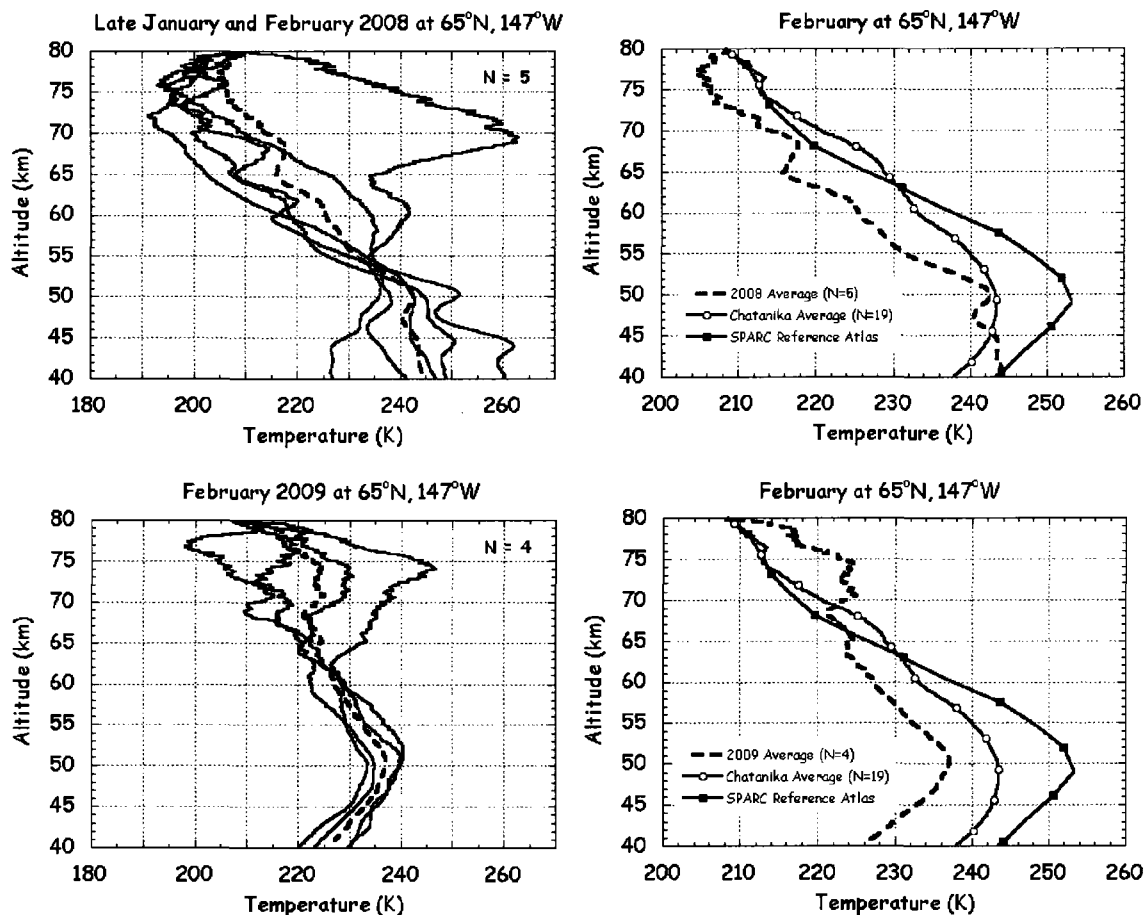 Late January and February 2008 at 65°N, 147°W
N = 5
80
75
70
65
60
55
50
45
40
Altitude (km)
180 200 220 240 260
Temperature (K)
February at 65°N, 147°W
80
75
70
65
60
55
50
45
40
Altitude (km)
2008 Average (N=5)
Chatanika Average (N=19)
SPARC Reference Atlas
200 210 220 230 240 250 260
Temperature (K)
February 2009 at 65°N, 147°W
N = 4
80
75
70
65
60
55
50
45
40
Altitude (km)
180 200 220 240 260
Temperature (K)
February at 65°N, 147°W
80
75
70
65
60
55
50
45
40
Altitude (km)
2009 Average (N=4)
Chatanika Average (N=19)
SPARC Reference Atlas
200 210 220 230 240 250 260
Temperature (K)